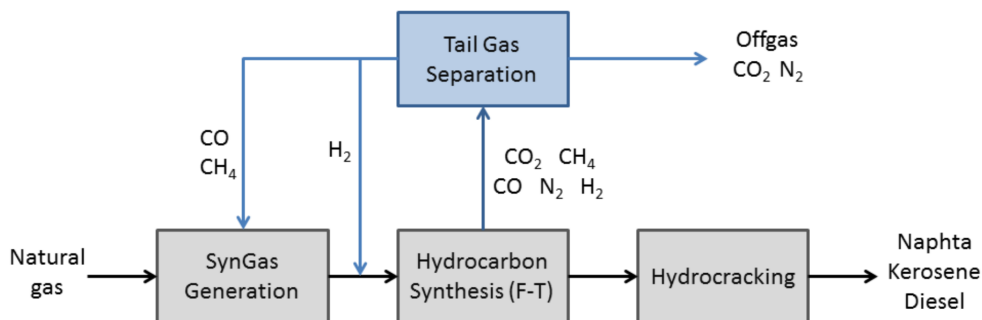 Tail Gas
Separation
Offgas
CO₂ N₂
CO
CH₄
H₂
CO₂ CH₄
CO N₂ H₂
Natural
gas
SynGas
Generation
Hydrocarbon
Synthesis (F-T)
Hydrocracking
Naphta
Kerosene
Diesel